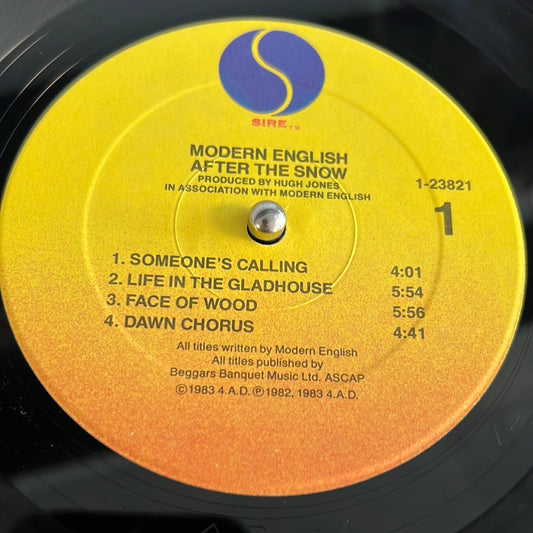 SIRE TM
MODERN ENGLISH
AFTER THE SNOW
PRODUCED BY HUGH JONES
IN ASSOCIATION WITH MODERN ENGLISH
1-23821
1
1. SOMEONE'S CALLING 4:01
2. LIFE IN THE GLADHOUSE 5:54
3. FACE OF WOOD 5:56
4. DAWN CHORUS 4:41
All titles written by Modern English
All titles published by
Beggars Banquet Music Ltd. ASCAP
©1983 4.A.D. ℗1982, 1983 4.A.D.